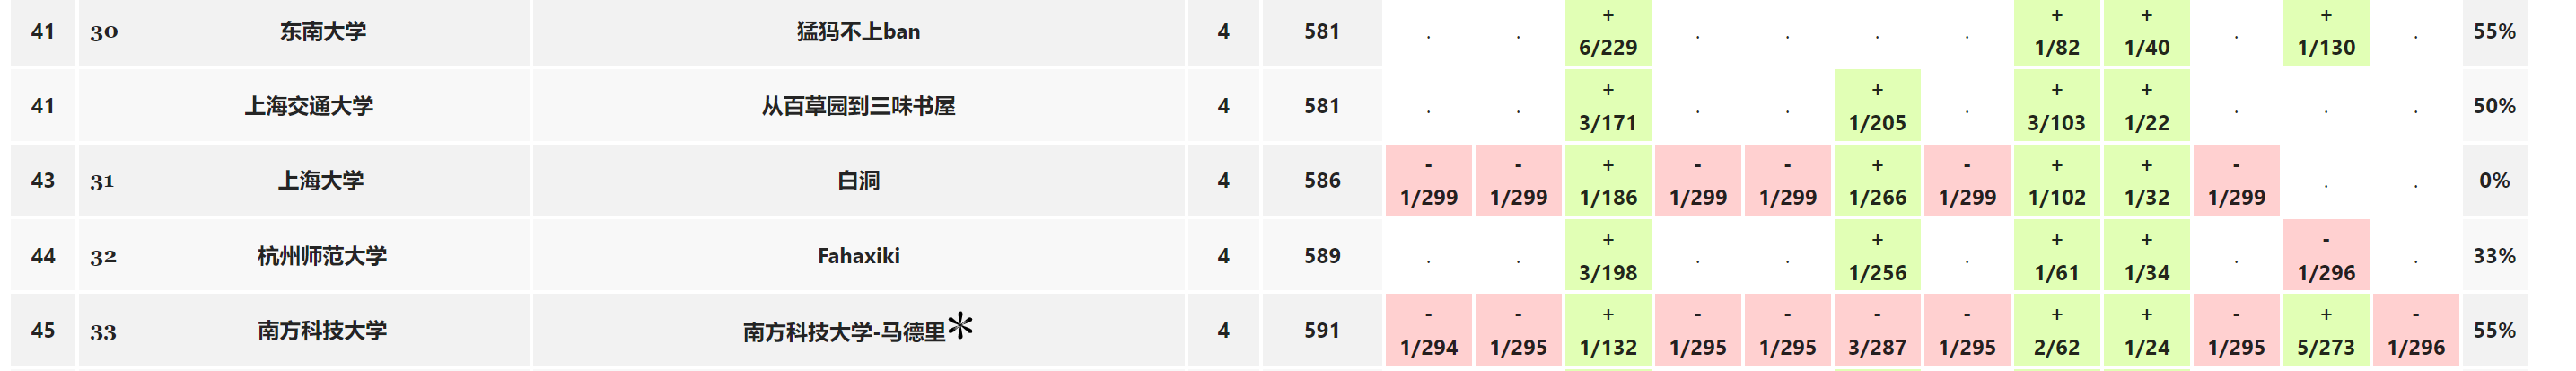 41 30 东南大学 猛犸不上ban 4 581 . . + 6/229 . . . . + 1/82 + 1/40 . + 1/130 . 55%
41 上海交通大学 从百草园到三味书屋 4 581 . . + 3/171 . . + 1/205 . + 3/103 + 1/22 . . . 50%
43 31 上海大学 白洞 4 586 - 1/299 - 1/299 + 1/186 - 1/299 - 1/299 + 1/266 - 1/299 + 1/102 + 1/32 - 1/299 . . 0%
44 32 杭州师范大学 Fahaxiki 4 589 . . + 3/198 . . + 1/256 . + 1/61 + 1/34 . - 1/296 . 33%
45 33 南方科技大学 南方科技大学-马德里* 4 591 - 1/294 - 1/295 + 1/132 - 1/295 - 1/295 - 3/287 - 1/295 + 2/62 + 1/24 - 1/295 + 5/273 - 1/296 55%